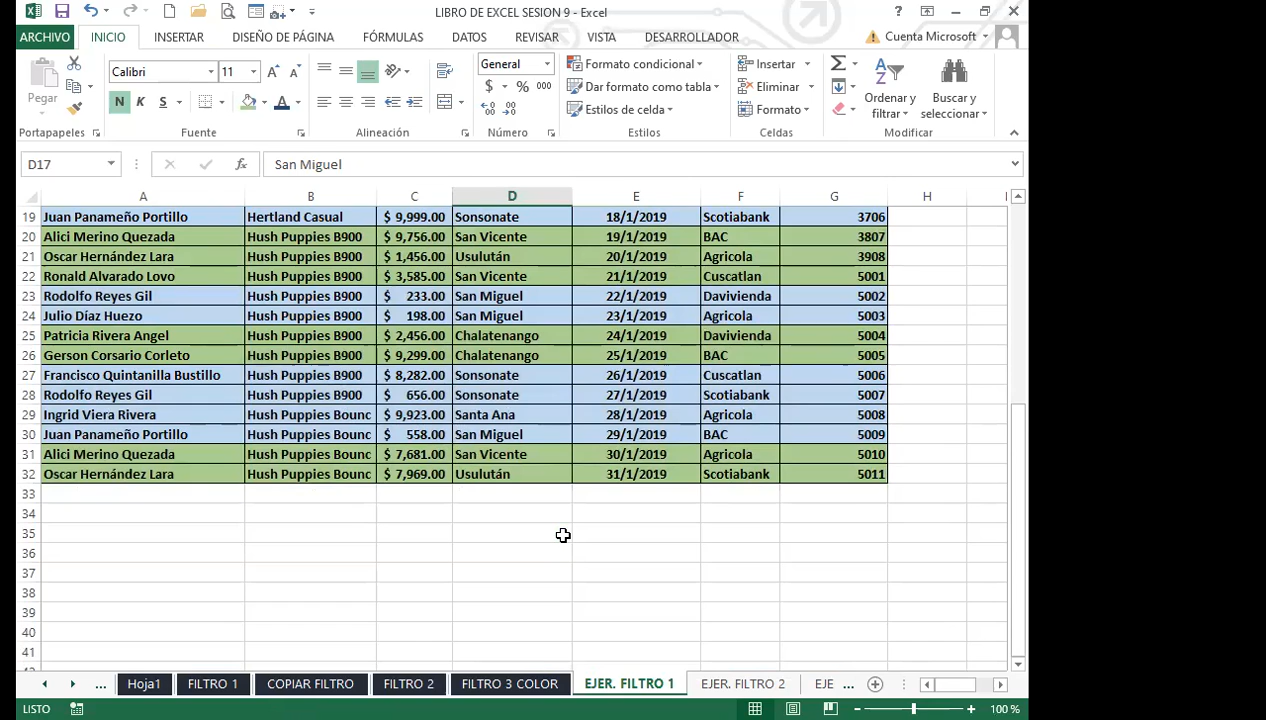 LIBRO DE EXCEL SESION 9 - Excel
ARCHIVO INICIO INSERTAR DISEÑO DE PÁGINA FÓRMULAS DATOS REVISAR VISTA DESARROLLADOR Cuenta Microsoft
Pegar
Calibri 11
N K S
General
$ % 000
Formato condicional
Dar formato como tabla
Estilos de celda
Insertar
Eliminar
Formato
Ordenar y filtrar
Buscar y seleccionar
Portapapeles Fuente Alineación Número Estilos Celdas Modificar
D17 fx San Miguel
A B C D E F G H I
19 Juan Panameño Portillo Hertland Casual $ 9,999.00 Sonsonate 18/1/2019 Scotiabank 3706
20 Alici Merino Quezada Hush Puppies B900 $ 9,756.00 San Vicente 19/1/2019 BAC 3807
21 Oscar Hernández Lara Hush Puppies B900 $ 1,456.00 Usulután 20/1/2019 Agricola 3908
22 Ronald Alvarado Lovo Hush Puppies B900 $ 3,585.00 San Vicente 21/1/2019 Cuscatlan 5001
23 Rodolfo Reyes Gil Hush Puppies B900 $ 233.00 San Miguel 22/1/2019 Davivienda 5002
24 Julio Díaz Huezo Hush Puppies B900 $ 198.00 San Miguel 23/1/2019 Agricola 5003
25 Patricia Rivera Angel Hush Puppies B900 $ 2,456.00 Chalatenango 24/1/2019 Davivienda 5004
26 Gerson Corsario Corleto Hush Puppies B900 $ 9,299.00 Chalatenango 25/1/2019 BAC 5005
27 Francisco Quintanilla Bustillo Hush Puppies B900 $ 8,282.00 Sonsonate 26/1/2019 Cuscatlan 5006
28 Rodolfo Reyes Gil Hush Puppies B900 $ 656.00 Sonsonate 27/1/2019 Scotiabank 5007
29 Ingrid Viera Rivera Hush Puppies Bounc $ 9,923.00 Santa Ana 28/1/2019 Agricola 5008
30 Juan Panameño Portillo Hush Puppies Bounc $ 558.00 San Miguel 29/1/2019 BAC 5009
31 Alici Merino Quezada Hush Puppies Bounc $ 7,681.00 San Vicente 30/1/2019 Agricola 5010
32 Oscar Hernández Lara Hush Puppies Bounc $ 7,969.00 Usulután 31/1/2019 Scotiabank 5011
33
34
35
36
37
38
39
40
41
... Hoja1 FILTRO 1 COPIAR FILTRO FILTRO 2 FILTRO 3 COLOR EJER. FILTRO 1 EJER. FILTRO 2 EJE ...
LISTO 100 %